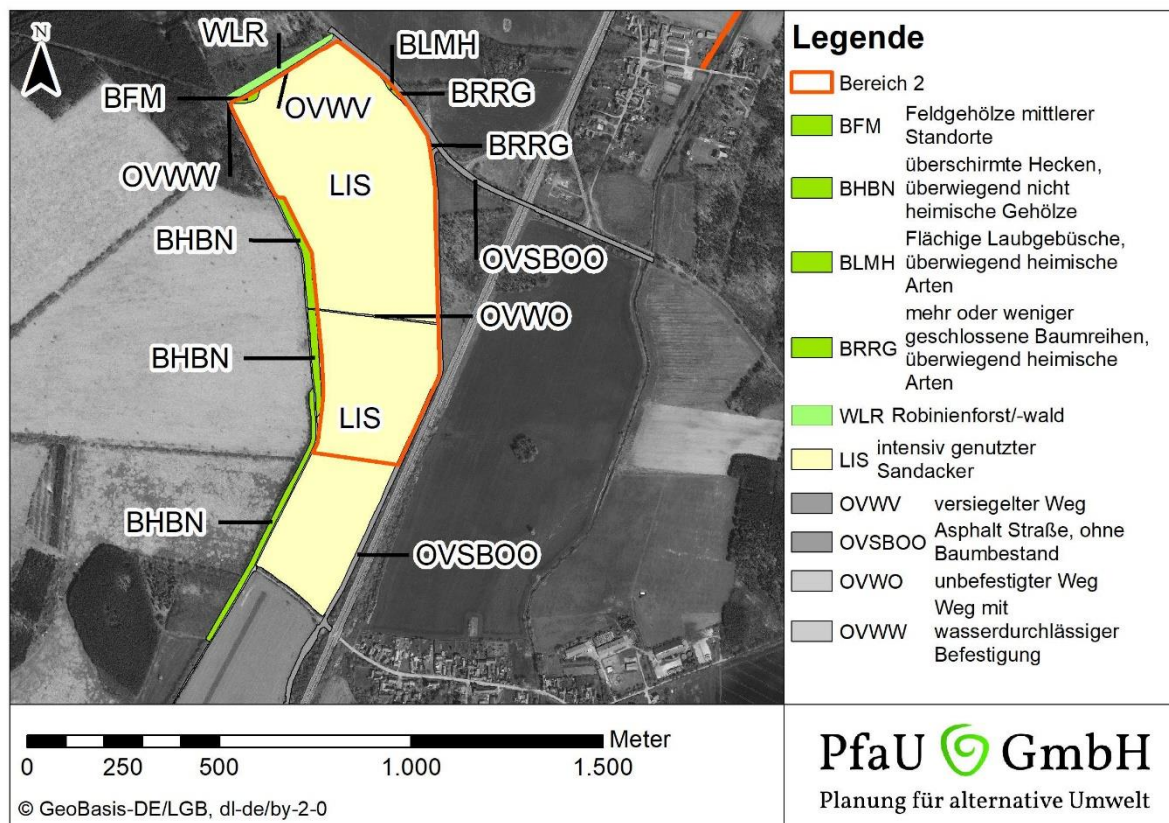 N
WLR
BLMH
BFM
BRRG
OVWV
BRRG
OVWW
LIS
BHBN
OVSBOO
OVWO
BHBN
LIS
BHBN
OVSBOO
Legende
Bereich 2
BFM Feldgehölze mittlerer
Standorte
überschirmte Hecken,
BHBN überwiegend nicht
heimische Gehölze
Flächige Laubgebüsche,
BLMH überwiegend heimische
Arten
mehr oder weniger
geschlossene Baumreihen,
BRRG überwiegend heimische
Arten
WLR Robinienforst/-wald
LIS intensiv genutzter
Sandacker
OVWV versiegelter Weg
OVSBOO Asphalt Straße, ohne
Baumbestand
OVWO unbefestigter Weg
Weg mit
OVWW wasserdurchlässiger
Befestigung
Meter
0 250 500 1.000 1.500
© GeoBasis-DE/LGB, dl-de/by-2-0
PfaU GmbH
Planung für alternative Umwelt